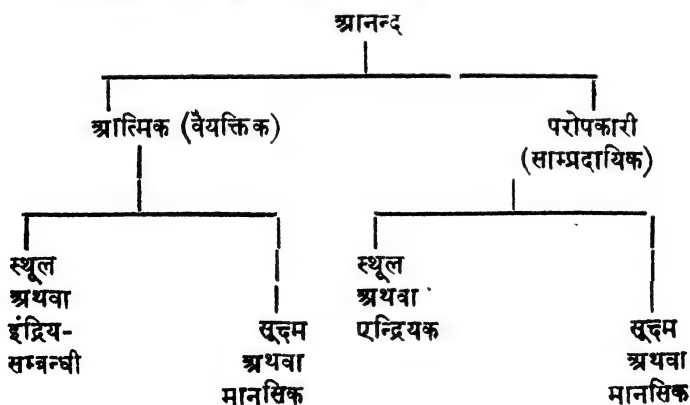 आनन्द
आत्मिक (वैयक्तिक)
परोपकारी
(साम्प्रदायिक)
स्थूल
अथवा
इंद्रिय-
सम्बन्धी
सूक्ष्म
अथवा
मानसिक
स्थूल
अथवा
एन्द्रियक
सूक्ष्म
अथवा
मानसिक